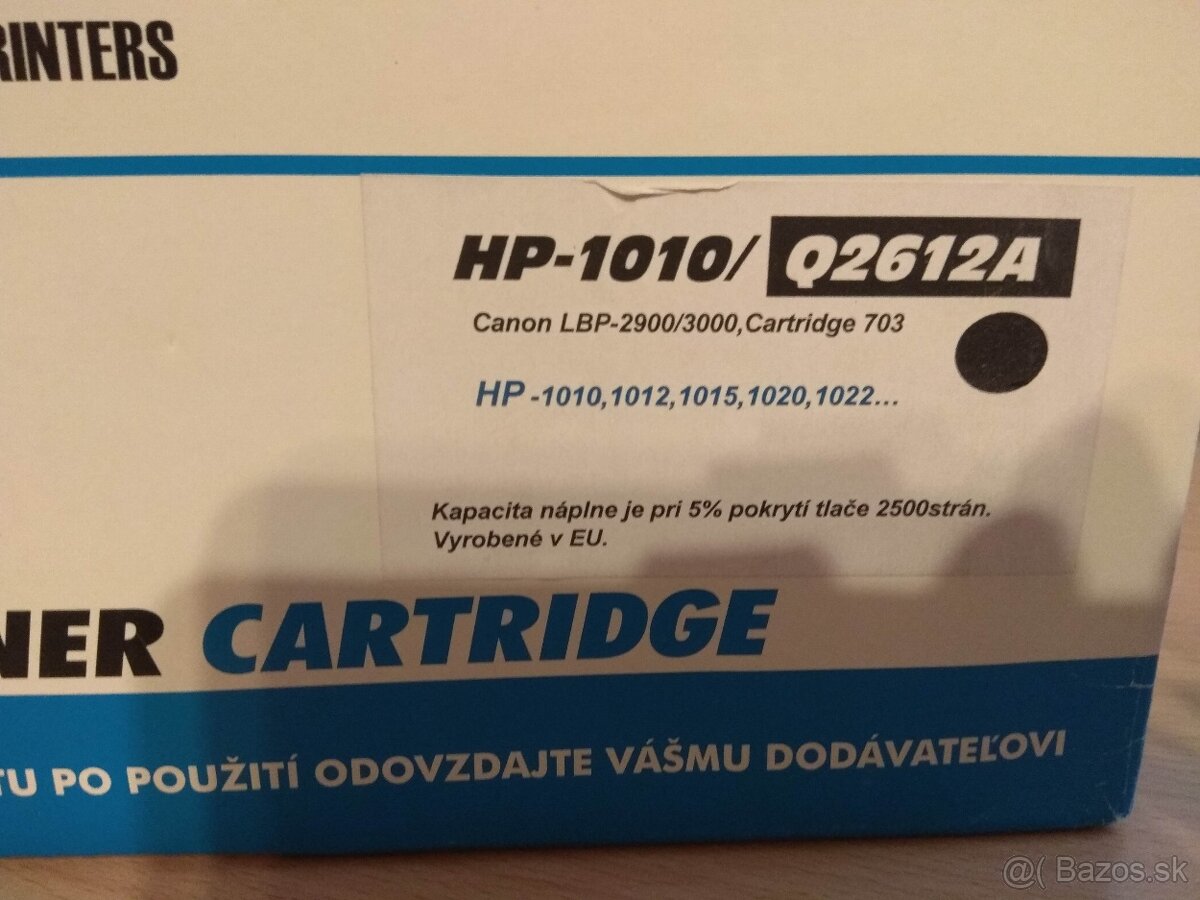 RINTERS
HP-1010/ Q2612A
Canon LBP-2900/3000,Cartridge 703
HP -1010,1012,1015,1020,1022...
Kapacita náplne je pri 5% pokrytí tlače 2500strán.
Vyrobené v EU.
NER CARTRIDGE
TU PO POUŽITÍ ODOVZDAJTE VÁŠMU DODÁVATEĽOVI
@( Bazos.sk